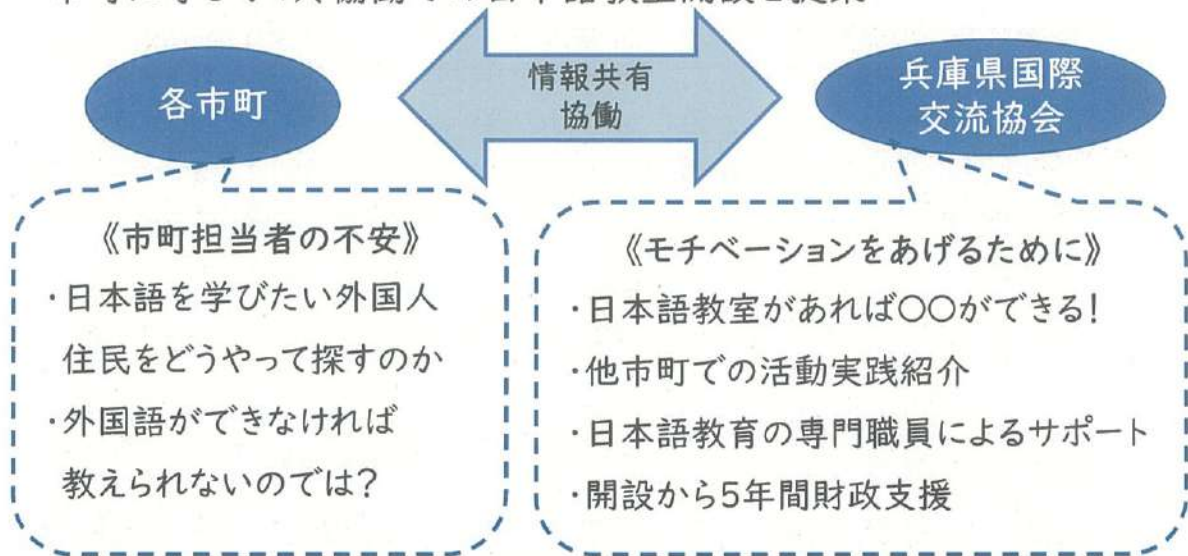 各市町
情報共有
協働
兵庫県国際
交流協会
《市町担当者の不安》
・日本語を学びたい外国人
住民をどうやって探すのか
・外国語ができなければ
教えられないのでは?
《モチベーションをあげるために》
・日本語教室があれば○○ができる!
・他市町での活動実践紹介
・日本語教育の専門職員によるサポート
・開設から5年間財政支援